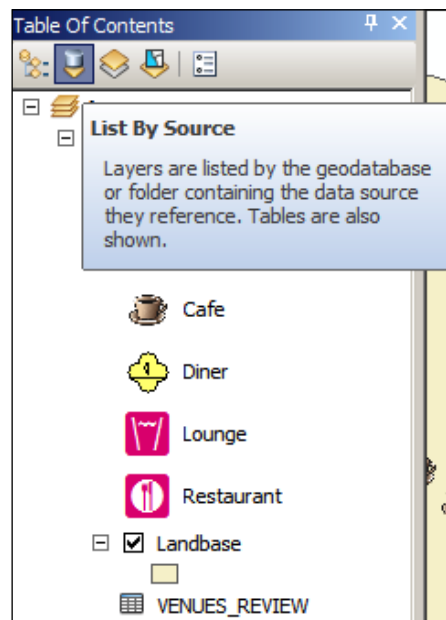 Table Of Contents
List By Source
Layers are listed by the geodatabase
or folder containing the data source
they reference. Tables are also
shown.
Cafe
Diner
Lounge
Restaurant
Landbase
VENUES_REVIEW